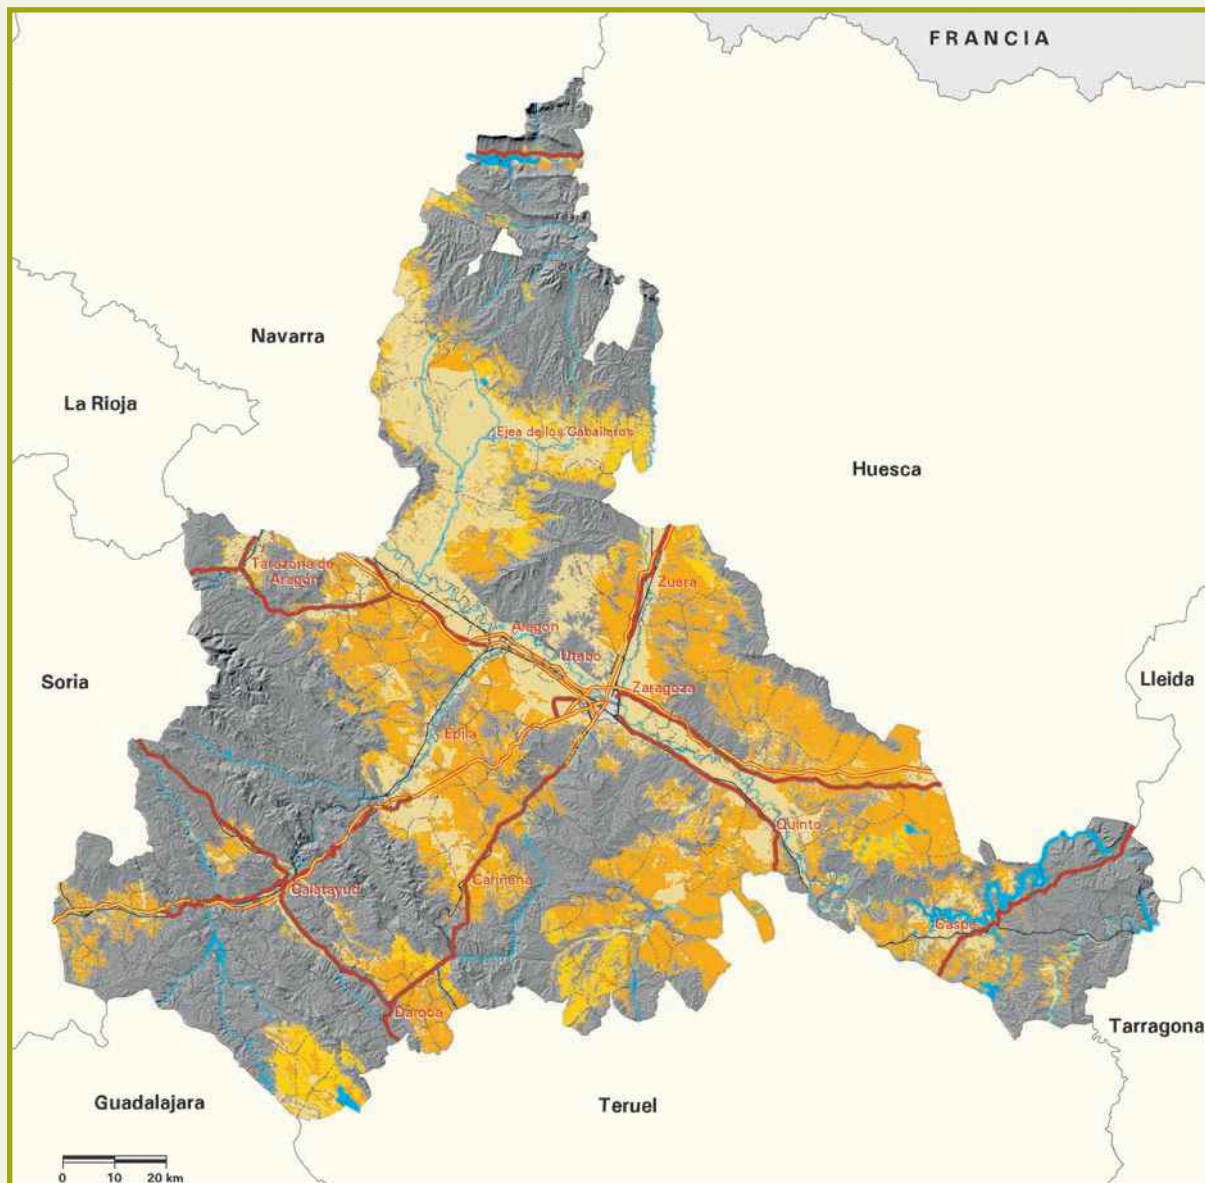 FRANCIA
Navarra
La Rioja
Ejea de los Caballeros
Huesca
Tarazona de
Aragón
Zuera
Alagón
Utebo
Soria
Lleida
Zaragoza
Epila
Quinto
Calatayud
Cariñena
Caspe
Daroca
Tarragona
Guadalajara
Teruel
0 10 20 km